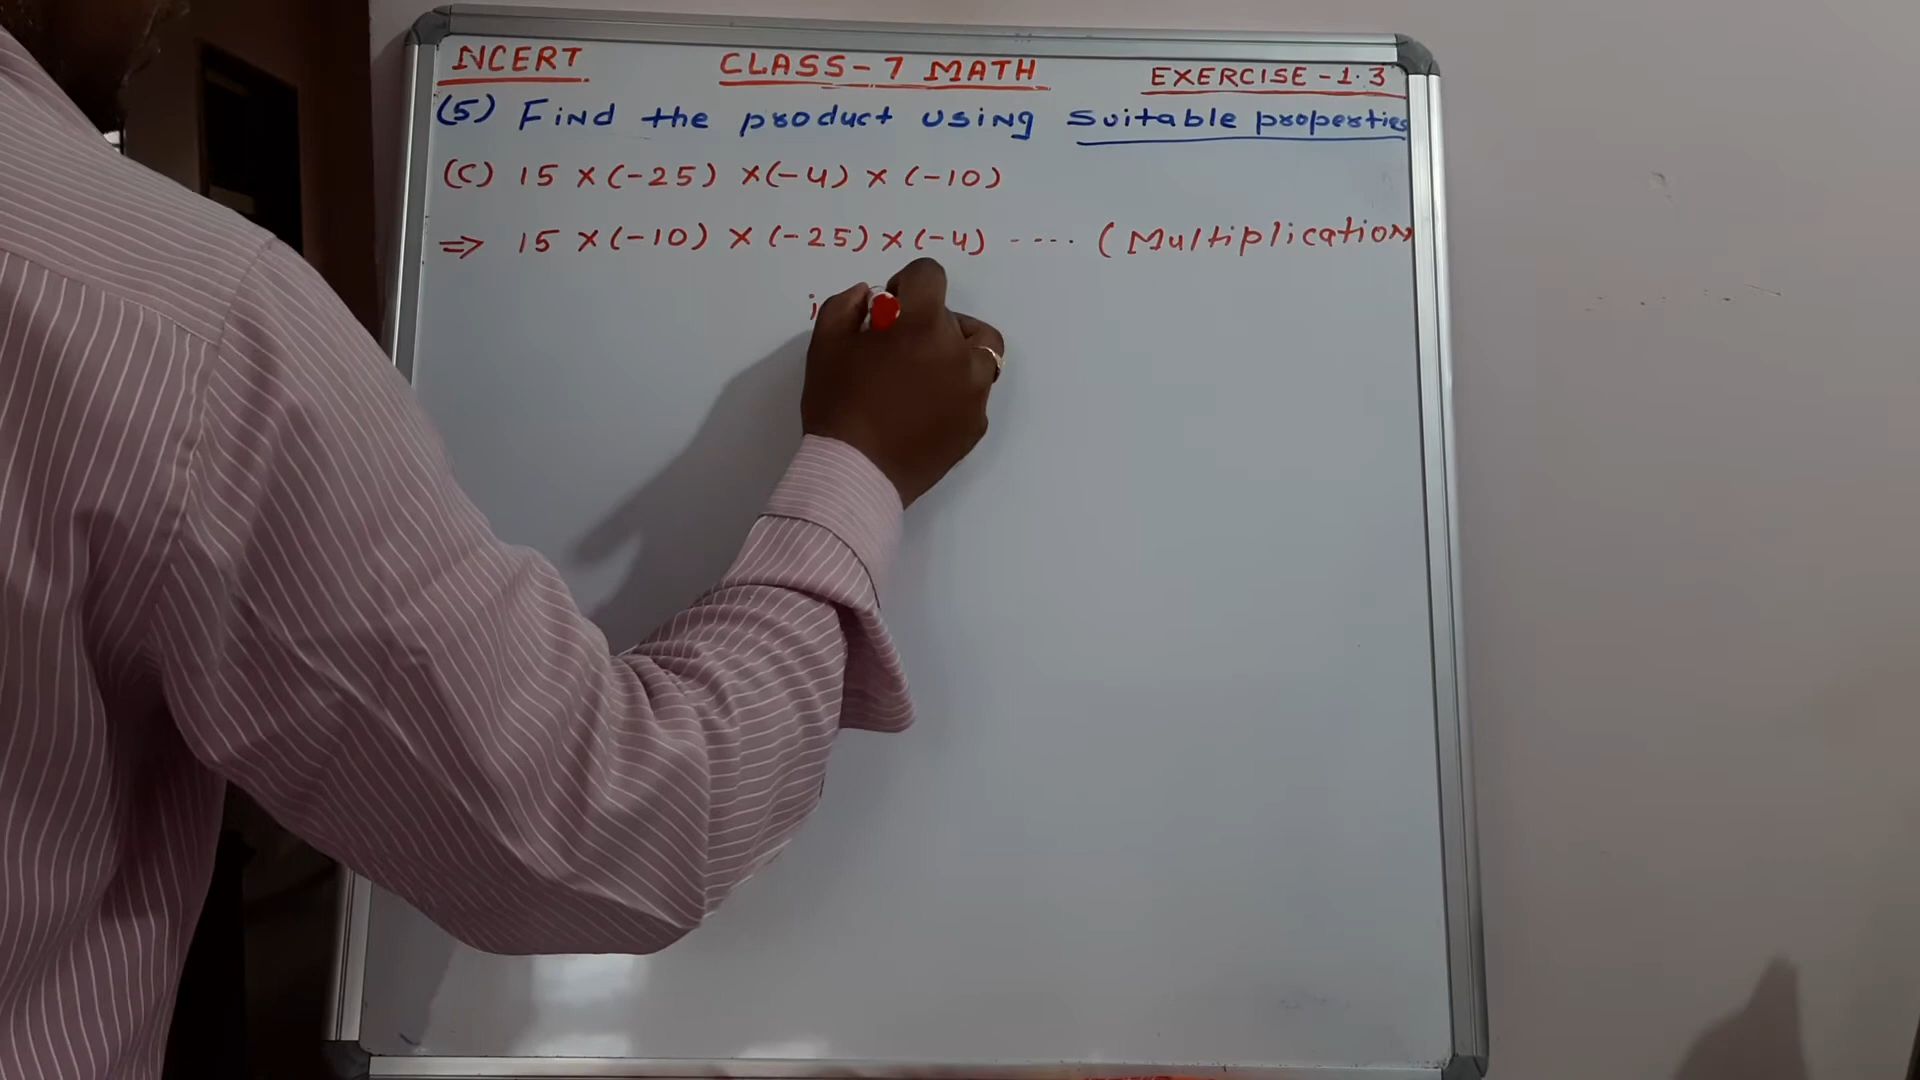 NCERT CLASS-7 MATH EXERCISE-1.3
(5) Find the product using suitable properties
(C) 15 × (-25) × (-4) × (-10)
⇒ 15 × (-10) × (-25) × (-4) ---- (Multiplication